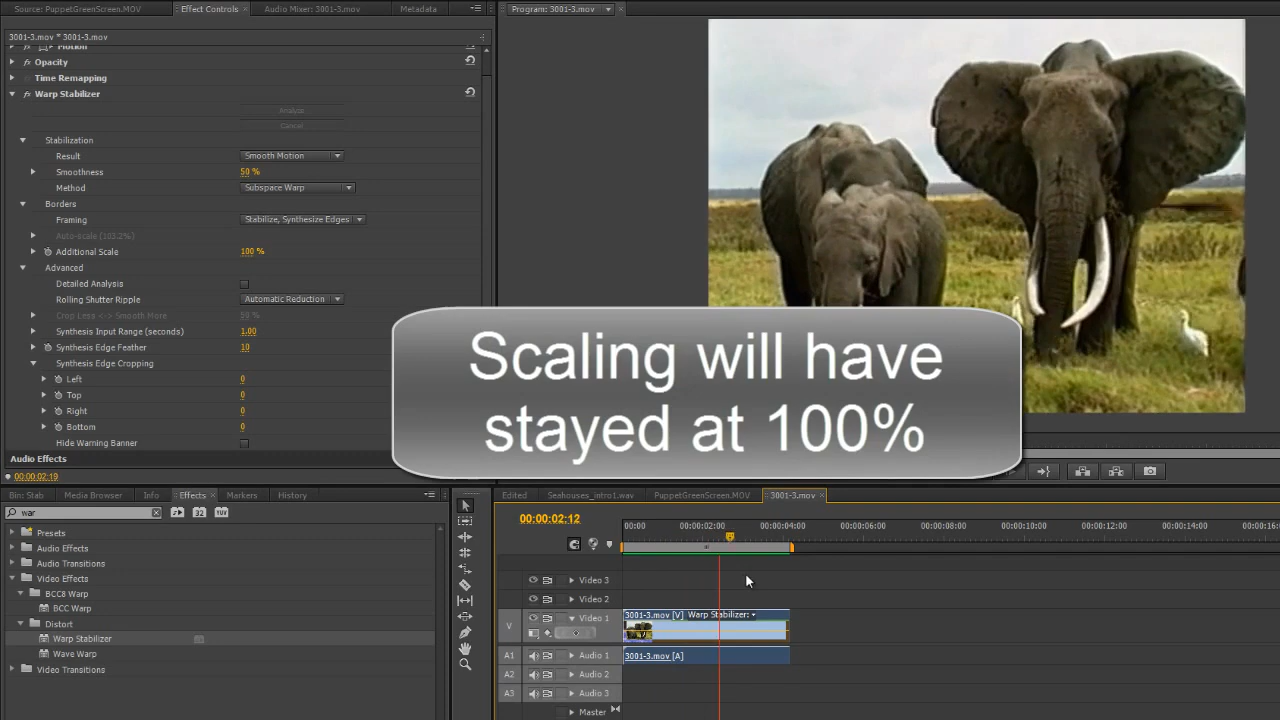 Source: PuppetGreenScreen.MOV
Effect Controls
Audio Mixer: 3001-3.mov
Metadata
Program: 3001-3.mov
3001-3.mov * 3001-3.mov
Motion
Opacity
Time Remapping
Warp Stabilizer
Analyze
Cancel
Stabilization
Result Smooth Motion
Smoothness 50 %
Method Subspace Warp
Borders
Framing Stabilize, Synthesize Edges
Auto-scale (103.2%)
Additional Scale 100 %
Advanced
Detailed Analysis
Rolling Shutter Ripple Automatic Reduction
Crop Less <-> Smooth More 50 %
Synthesis Input Range (seconds) 1.00
Synthesis Edge Feather 10
Synthesis Edge Cropping
Left 0
Top 0
Right 0
Bottom 0
Hide Warning Banner
Audio Effects
00:00:02:19
Scaling will have
stayed at 100%
Bin: Stab
Media Browser
Info
Effects
Markers
History
war
32
YUV
Presets
Audio Effects
Audio Transitions
Video Effects
BCC8 Warp
BCC Warp
Distort
Warp Stabilizer
Wave Warp
Video Transitions
Edited
Seahouses_intro1.wav
PuppetGreenScreen.MOV
3001-3.mov
00:00:02:12
00:00 00:00:02:00 00:00:04:00 00:00:06:00 00:00:08:00 00:00:10:00 00:00:12:00 00:00:14:00 00:00:16:0
Video 3
Video 2
V Video 1
3001-3.mov [V] Warp Stabilizer:
A1 Audio 1
3001-3.mov [A]
A2 Audio 2
A3 Audio 3
Master